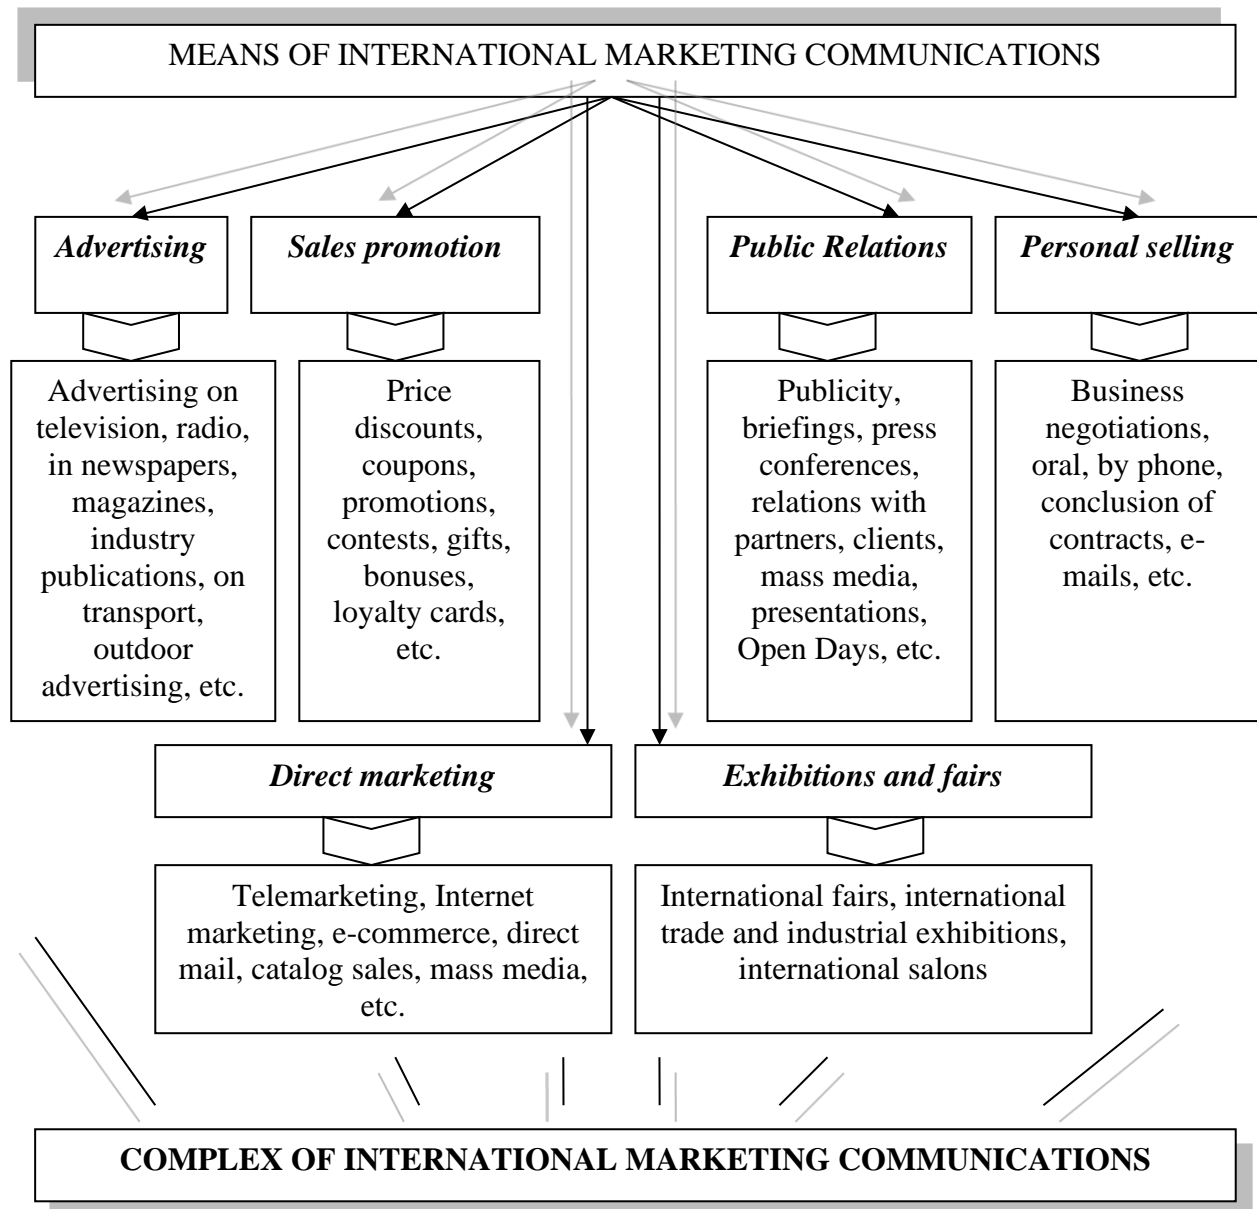 MEANS OF INTERNATIONAL MARKETING COMMUNICATIONS
Advertising
Sales promotion
Public Relations
Personal selling
Advertising on
television, radio,
in newspapers,
magazines,
industry
publications, on
transport,
outdoor
advertising, etc.
Price
discounts,
coupons,
promotions,
contests, gifts,
bonuses,
loyalty cards,
etc.
Publicity,
briefings, press
conferences,
relations with
partners, clients,
mass media,
presentations,
Open Days, etc.
Business
negotiations,
oral, by phone,
conclusion of
contracts, e-
mails, etc.
Direct marketing
Exhibitions and fairs
Telemarketing, Internet
marketing, e-commerce, direct
mail, catalog sales, mass media,
etc.
International fairs, international
trade and industrial exhibitions,
international salons
COMPLEX OF INTERNATIONAL MARKETING COMMUNICATIONS